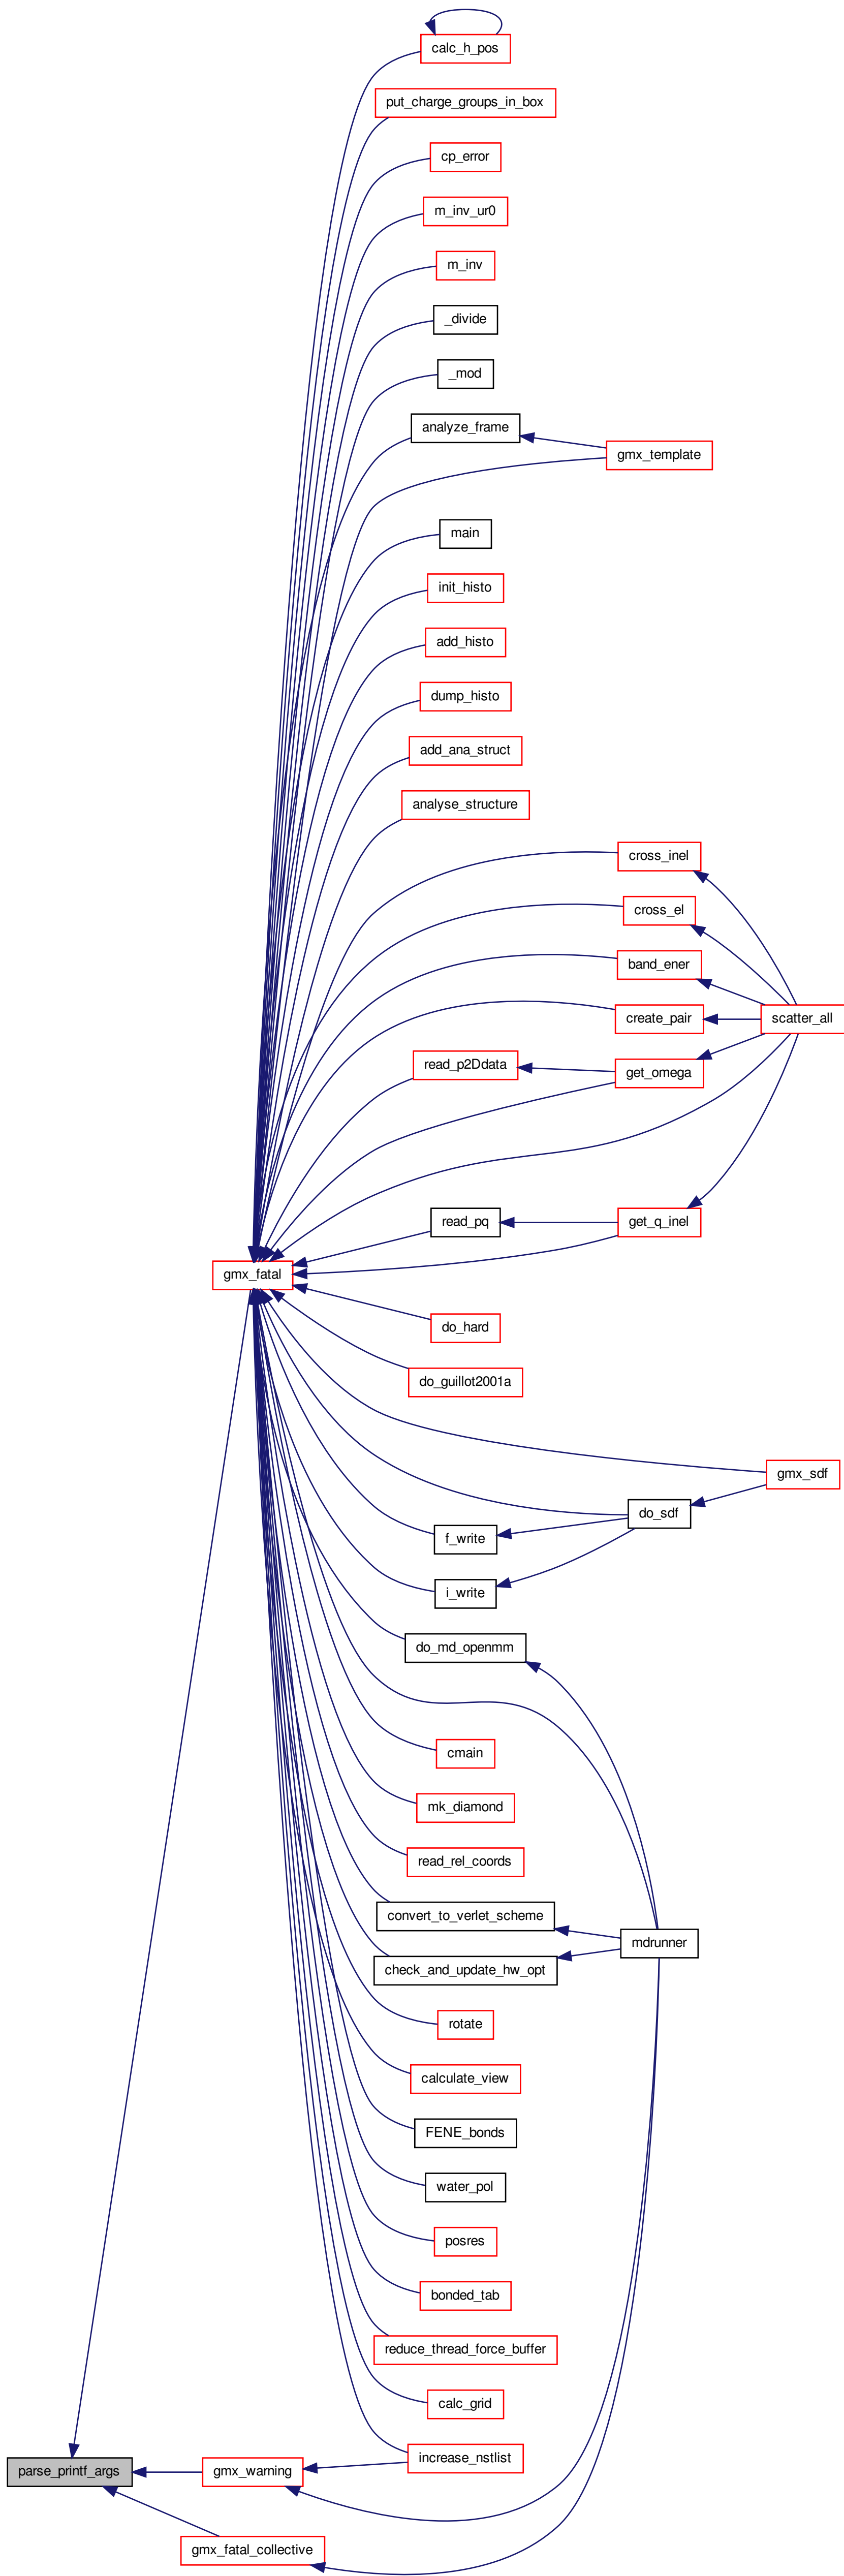 calc_h_pos
put_charge_groups_in_box
cp_error
m_inv_ur0
m_inv
_divide
_mod
analyze_frame
gmx_template
main
init_histo
add_histo
dump_histo
add_ana_struct
analyse_structure
cross_inel
cross_el
band_ener
create_pair
scatter_all
read_p2Ddata
get_omega
read_pq
get_q_inel
gmx_fatal
do_hard
do_guillot2001a
gmx_sdf
do_sdf
f_write
i_write
do_md_openmm
cmain
mk_diamond
read_rel_coords
convert_to_verlet_scheme
mdrunner
check_and_update_hw_opt
rotate
calculate_view
FENE_bonds
water_pol
posres
bonded_tab
reduce_thread_force_buffer
calc_grid
increase_nstlist
parse_printf_args
gmx_warning
gmx_fatal_collective